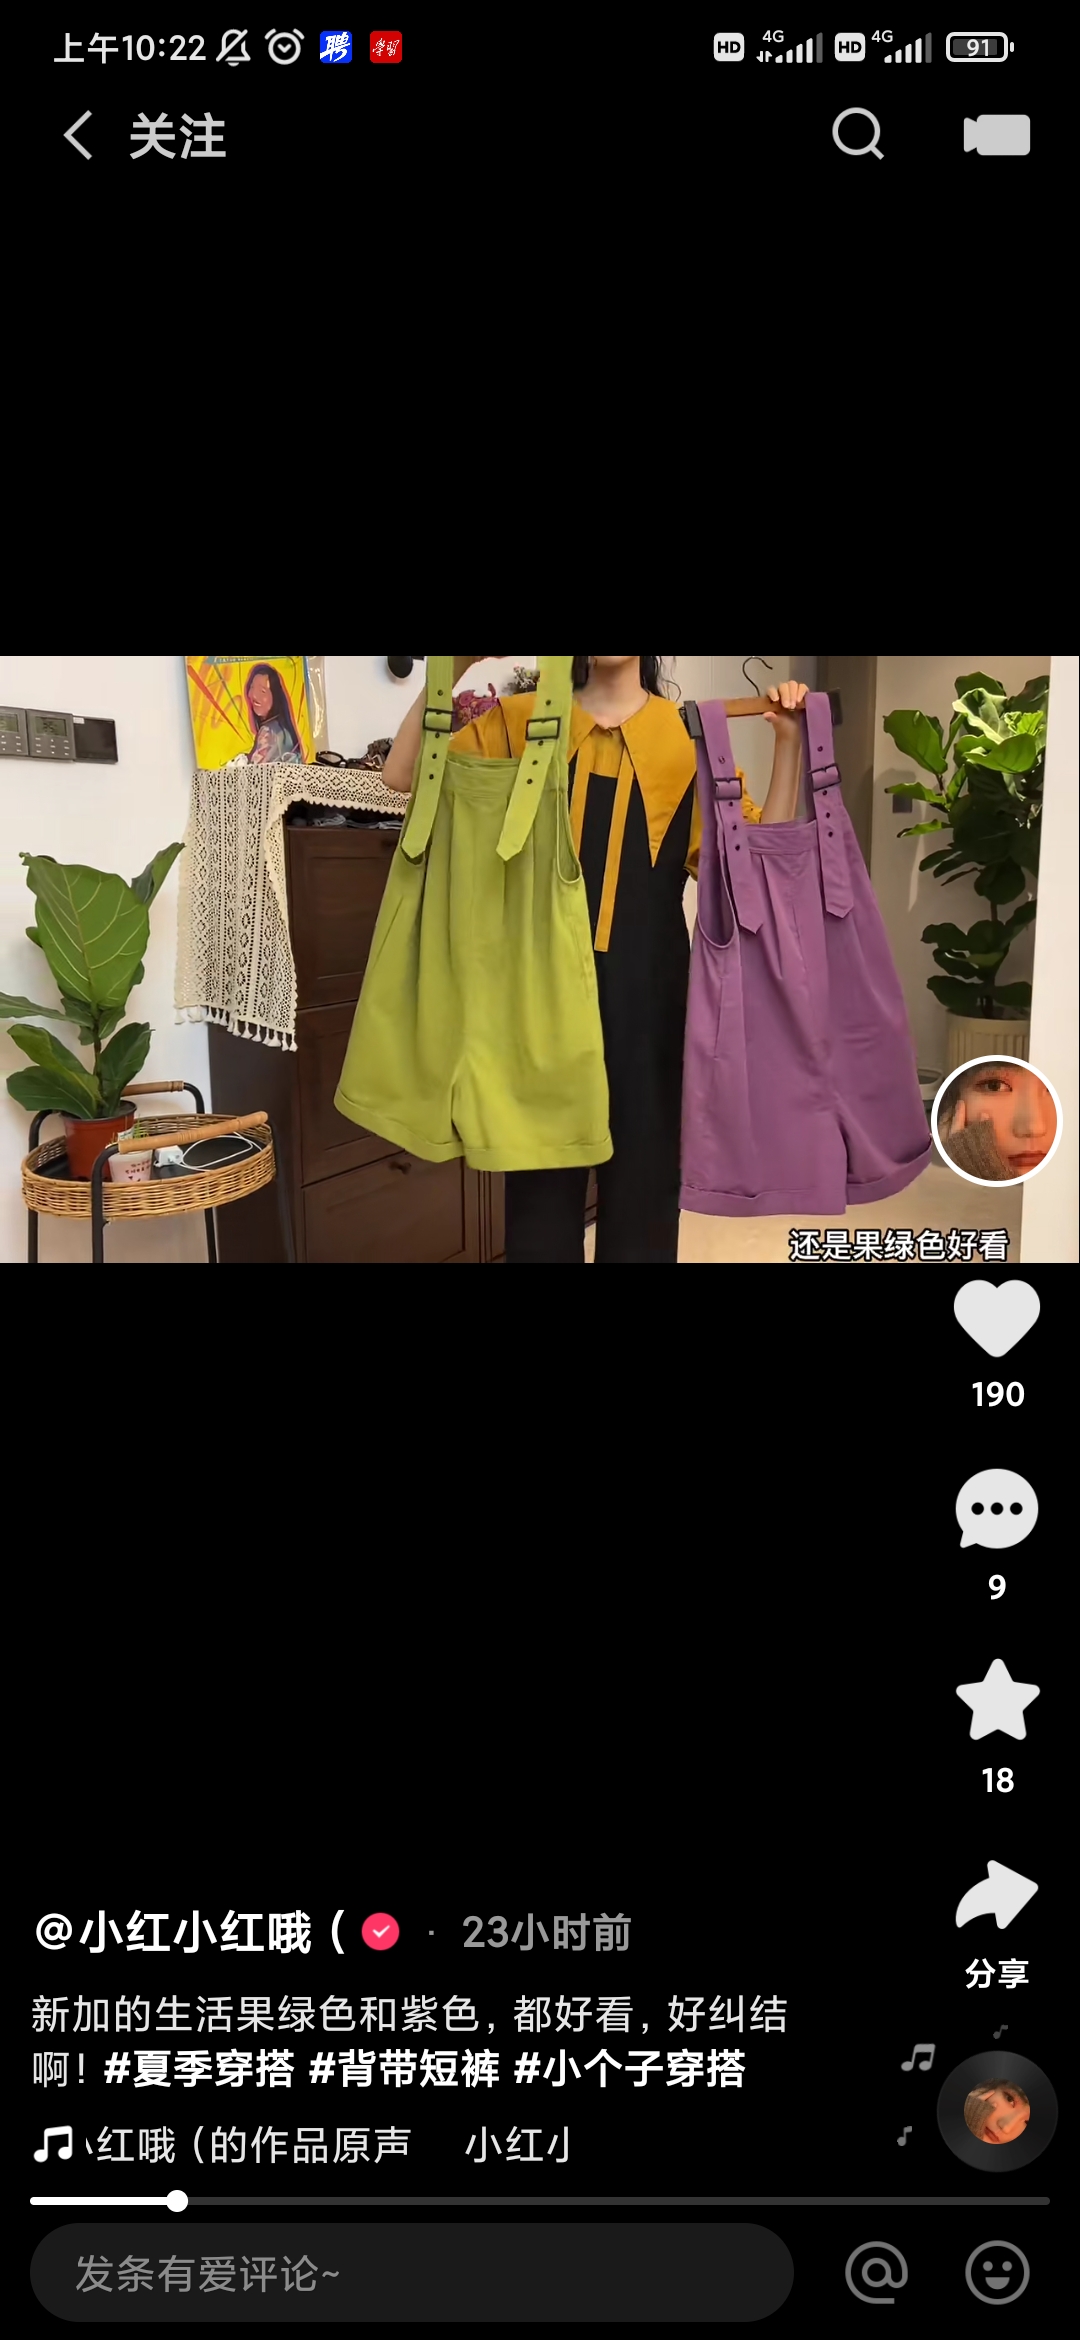 上午10:22
聘
学习
HD 4G HD 4G 91
关注
还是果绿色好看
190
9
18
分享
@小红小红哦（ · 23小时前
新加的生活果绿色和紫色，都好看，好纠结
啊！#夏季穿搭 #背带短裤 #小个子穿搭
红哦（的作品原声 小红
发条有爱评论~